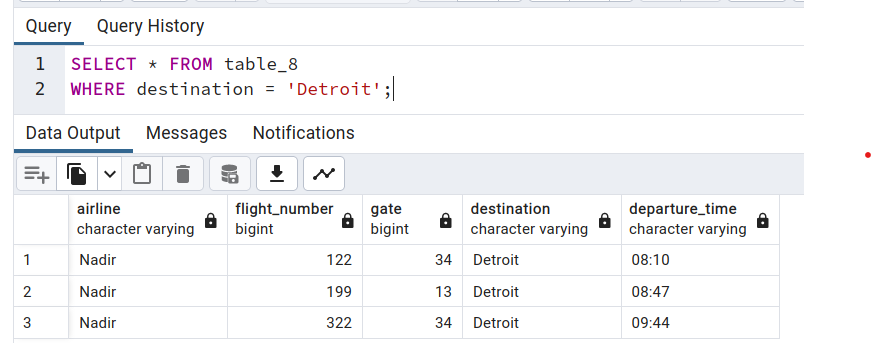 Query Query History
1 SELECT * FROM table_8
2 WHERE destination = 'Detroit';
Data Output Messages Notifications
airline flight_number gate destination departure_time
character varying bigint bigint character varying character varying
1 Nadir 122 34 Detroit 08:10
2 Nadir 199 13 Detroit 08:47
3 Nadir 322 34 Detroit 09:44